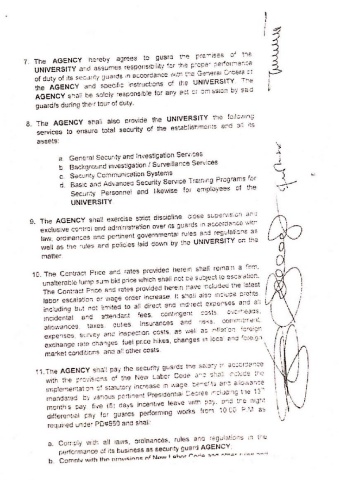 7. The AGENCY hereby agrees to guard the premises of the
UNIVERSITY and assumes responsibility for the proper performance
of duty of its security guards in accordance with the General Orders of
the AGENCY and specific instructions of the UNIVERSITY. The
AGENCY shall be solely responsible for any act or omission by said
guard/s during their tour of duty.
8. The AGENCY shall also provide the UNIVERSITY the following
services to ensure total security of the establishments and all its
assets:
a. General Security and Investigation Services
b. Background investigation / Surveillance Services
c. Security Communication Systems
d. Basic and Advanced Security Service Training Programs for
Security Personnel and likewise for employees of the
UNIVERSITY
9. The AGENCY shall exercise strict discipline, close supervision and
exclusive control and administration over its guards in accordance with
law, ordinances and pertinent governmental rules and regulations as
well as the rules and policies laid down by the UNIVERSITY on the
matter.
10. The Contract Price and rates provided herein shall remain a firm,
unalterable lump sum bid price which shall not be subject to escalation.
The Contract Price and rates provided herein have included the latest
labor escalation or wage order increase. It shall also include profits,
including but not limited to all direct and indirect expenses and all
incidental and attendant fees, contingent costs, overheads,
allowances, taxes, duties, insurances and risks, commitment,
expenses, survey and inspection costs, as well as inflation, foreign
exchange rate changes, fuel price hikes, changes in local and foreign
market conditions and all other costs.
11. The AGENCY shall pay the security guards the salary in accordance
with the provisions of the New Labor Code and shall include the
implementation of statutory increase in wage, benefits and allowance
mandated by various pertinent Presidential Decree including the 13th
month's pay, five (5) days incentive leave with pay, and the night
differential pay for guards performing works from 10:00 P.M. as
required under PD#850 and shall:
a. Comply with all laws, ordinances, rules and regulations in the
performance of its business as security guard AGENCY.
b. Comply with the provisions of New Labor Code and other rules and